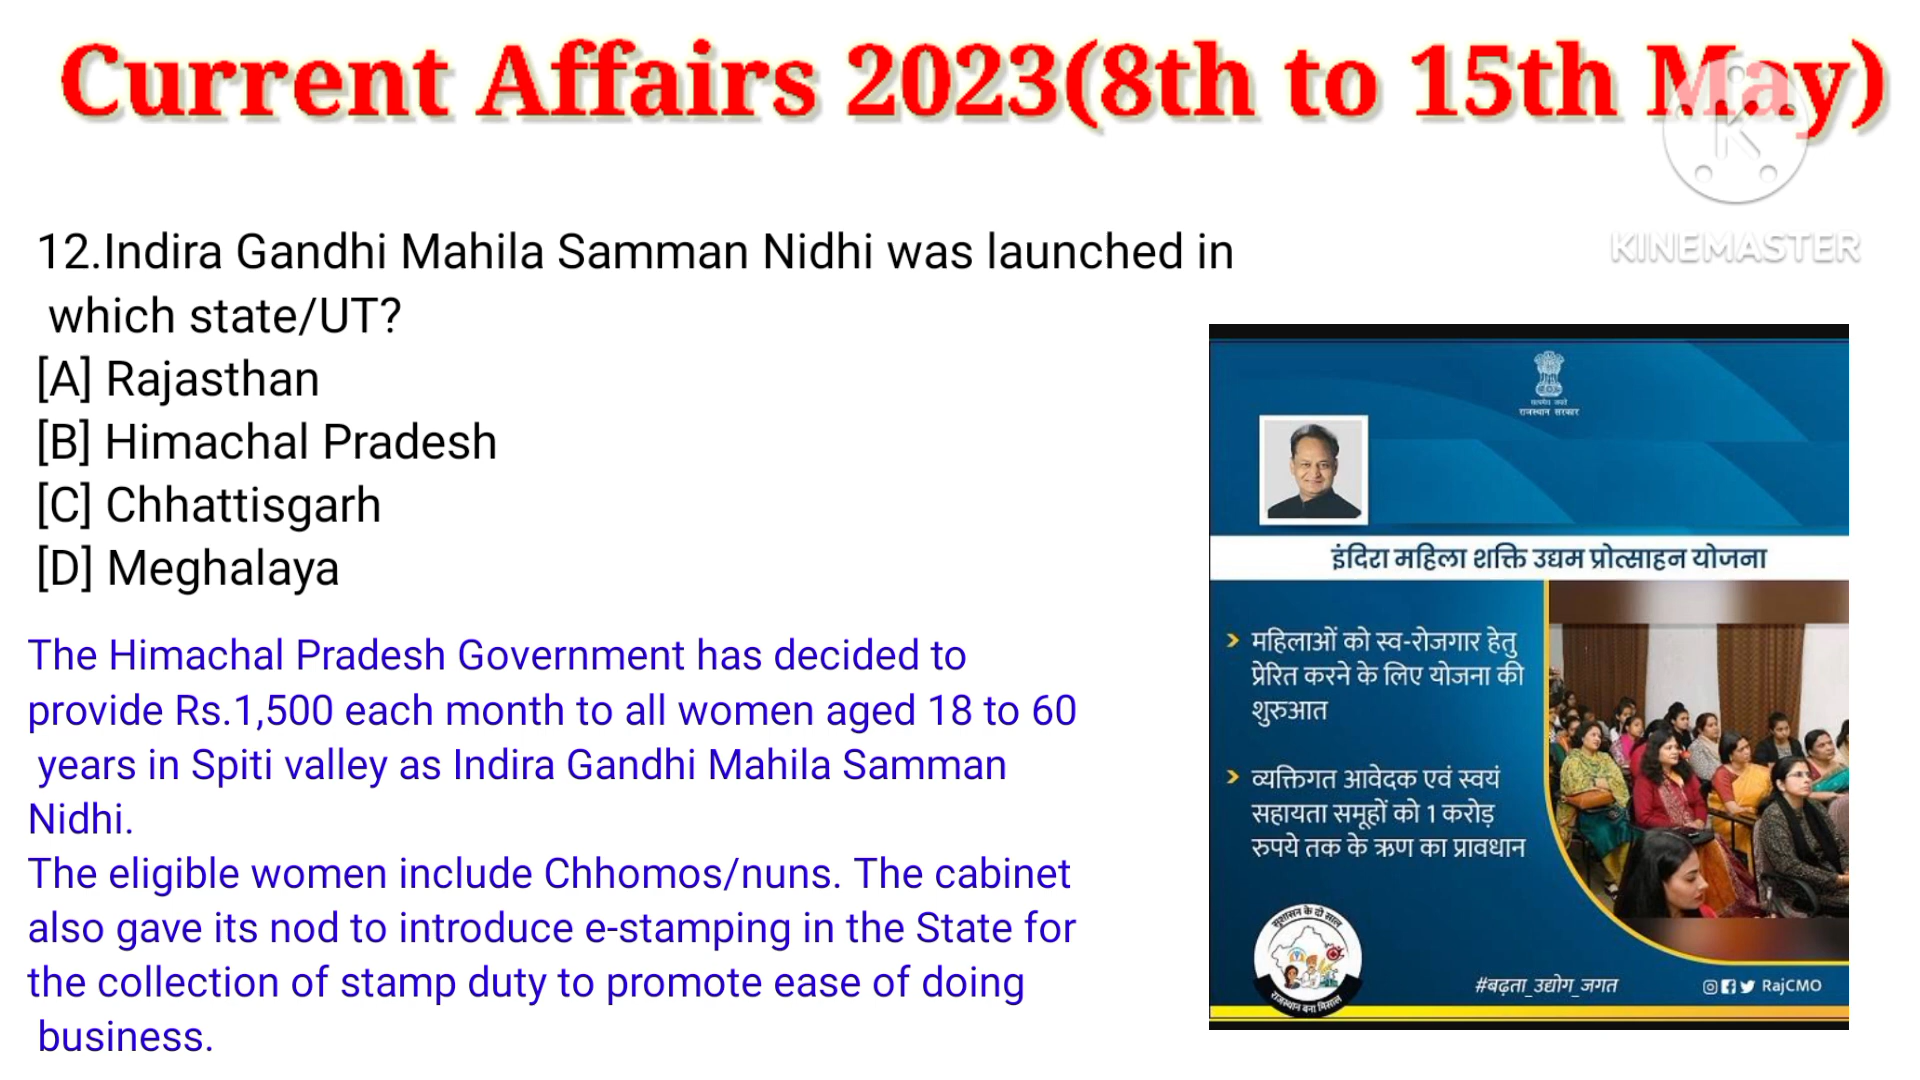 Current Affairs 2023(8th to 15th May)
KINEMASTER
12.Indira Gandhi Mahila Samman Nidhi was launched in
which state/UT?
[A] Rajasthan
[B] Himachal Pradesh
[C] Chhattisgarh
[D] Meghalaya
The Himachal Pradesh Government has decided to
provide Rs.1,500 each month to all women aged 18 to 60
years in Spiti valley as Indira Gandhi Mahila Samman
Nidhi.
The eligible women include Chhomos/nuns. The cabinet
also gave its nod to introduce e-stamping in the State for
the collection of stamp duty to promote ease of doing
business.
सत्यमेव जयते
राजस्थान सरकार
इंदिरा महिला शक्ति उद्यम प्रोत्साहन योजना
महिलाओं को स्व-रोजगार हेतु
प्रेरित करने के लिए योजना की
शुरुआत
व्यक्तिगत आवेदक एवं स्वयं
सहायता समूहों को 1 करोड़
रुपये तक के ऋण का प्रावधान
सुशासन के दो साल
राजस्थान बना मिसाल
#बढ़ता_उद्योग_जगत
RajCMO